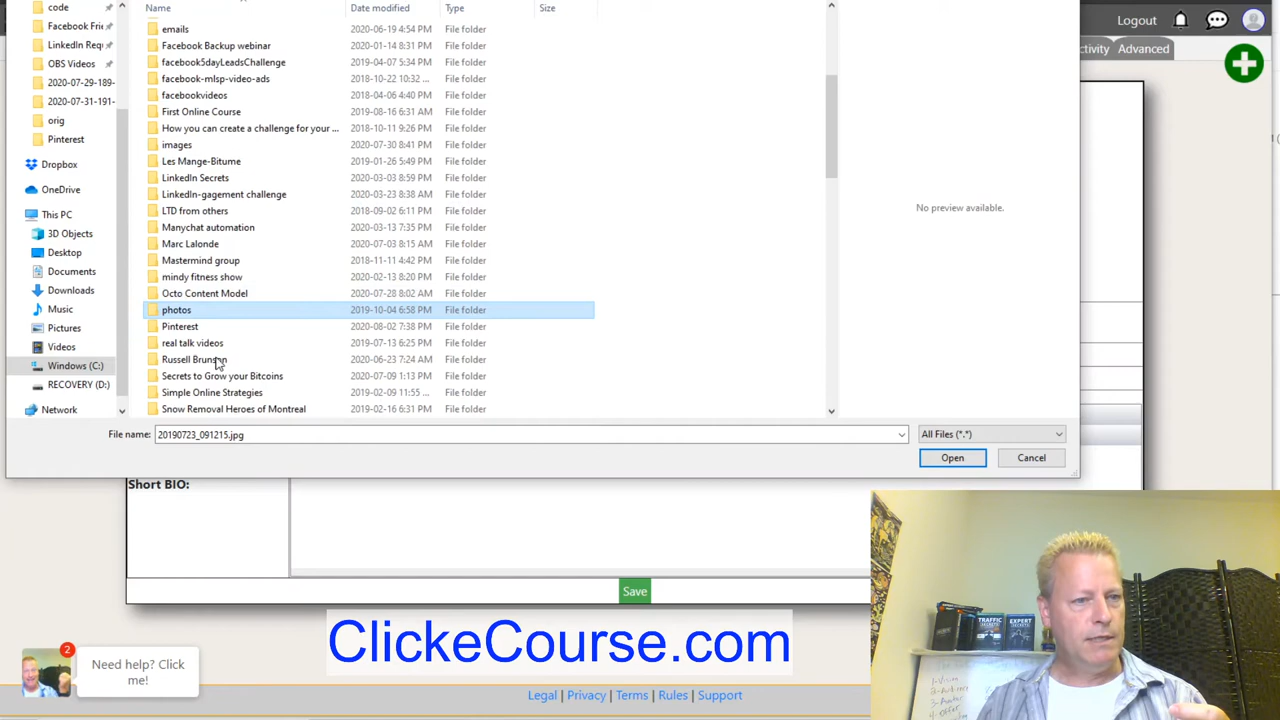 code
Facebook Frie
LinkedIn Requ
OBS Videos
2020-07-29-189-
2020-07-31-191-
orig
Pinterest
Dropbox
OneDrive
This PC
3D Objects
Desktop
Documents
Downloads
Music
Pictures
Videos
Windows (C:)
RECOVERY (D:)
Network
Name Date modified Type Size
emails 2020-06-19 4:54 PM File folder
Facebook Backup webinar 2020-01-14 8:31 PM File folder
facebook5dayLeadsChallenge 2019-04-07 5:34 PM File folder
facebook-mlsp-video-ads 2018-10-22 10:32 ... File folder
facebookvideos 2018-04-06 4:40 PM File folder
First Online Course 2019-08-16 6:31 AM File folder
How you can create a challenge for your ... 2018-10-11 9:26 PM File folder
images 2020-07-30 8:41 PM File folder
Les Mange-Bitume 2019-01-26 5:49 PM File folder
LinkedIn Secrets 2020-03-03 8:59 PM File folder
LinkedIn-gagement challenge 2020-03-23 8:38 AM File folder
LTD from others 2018-09-02 6:11 PM File folder
Manychat automation 2020-03-13 7:35 PM File folder
Marc Lalonde 2020-07-03 8:15 AM File folder
Mastermind group 2018-11-11 4:42 PM File folder
mindy fitness show 2020-02-13 8:20 PM File folder
Octo Content Model 2020-07-28 8:02 AM File folder
photos 2019-10-04 6:58 PM File folder
Pinterest 2020-08-02 7:38 PM File folder
real talk videos 2019-07-13 6:25 PM File folder
Russell Brunson 2020-06-23 7:24 AM File folder
Secrets to Grow your Bitcoins 2020-07-09 1:13 PM File folder
Simple Online Strategies 2019-02-09 11:55 ... File folder
Snow Removal Heroes of Montreal 2019-02-16 6:31 PM File folder
No preview available.
File name: 20190723_091215.jpg All Files (*.*)
Open Cancel
Logout
ctivity Advanced
Short BIO:
Save
ClickeCourse.com
2
Need help? Click
me!
Legal | Privacy | Terms | Rules | Support
TRAFFIC
SECRETS
EXPERT
SECRETS